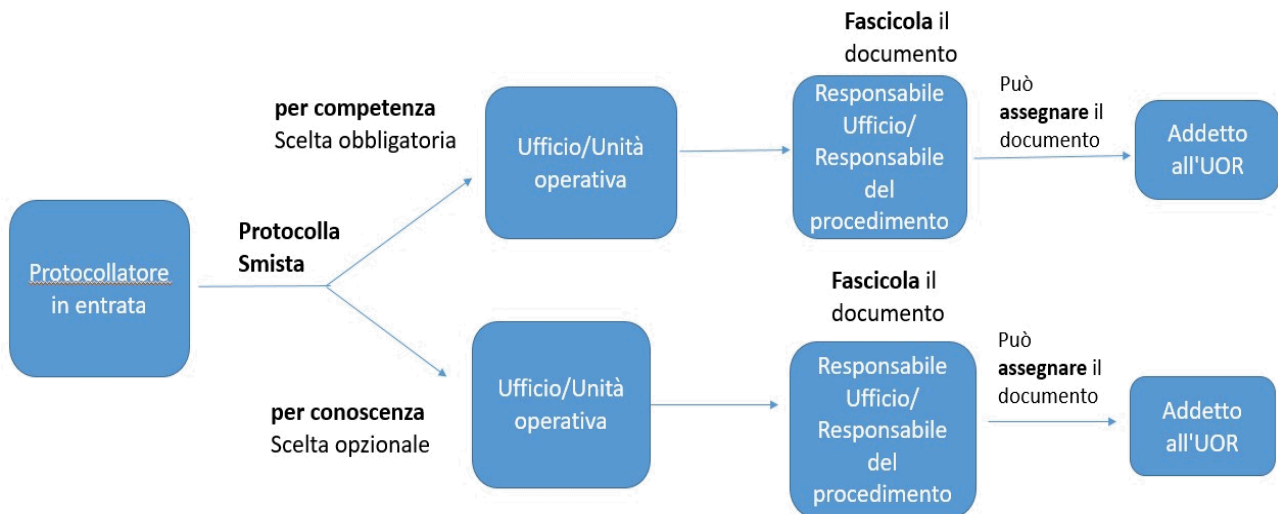 Protocollatore
in entrata
Protocolla
Smista
per competenza
Scelta obbligatoria
Ufficio/Unità
operativa
Fascicola il
documento
Responsabile
Ufficio/
Responsabile
del
procedimento
Può
assegnare il
documento
Addetto
all'UOR
per conoscenza
Scelta opzionale
Ufficio/Unità
operativa
Fascicola il
documento
Responsabile
Ufficio/
Responsabile
del
procedimento
Può
assegnare il
documento
Addetto
all'UOR